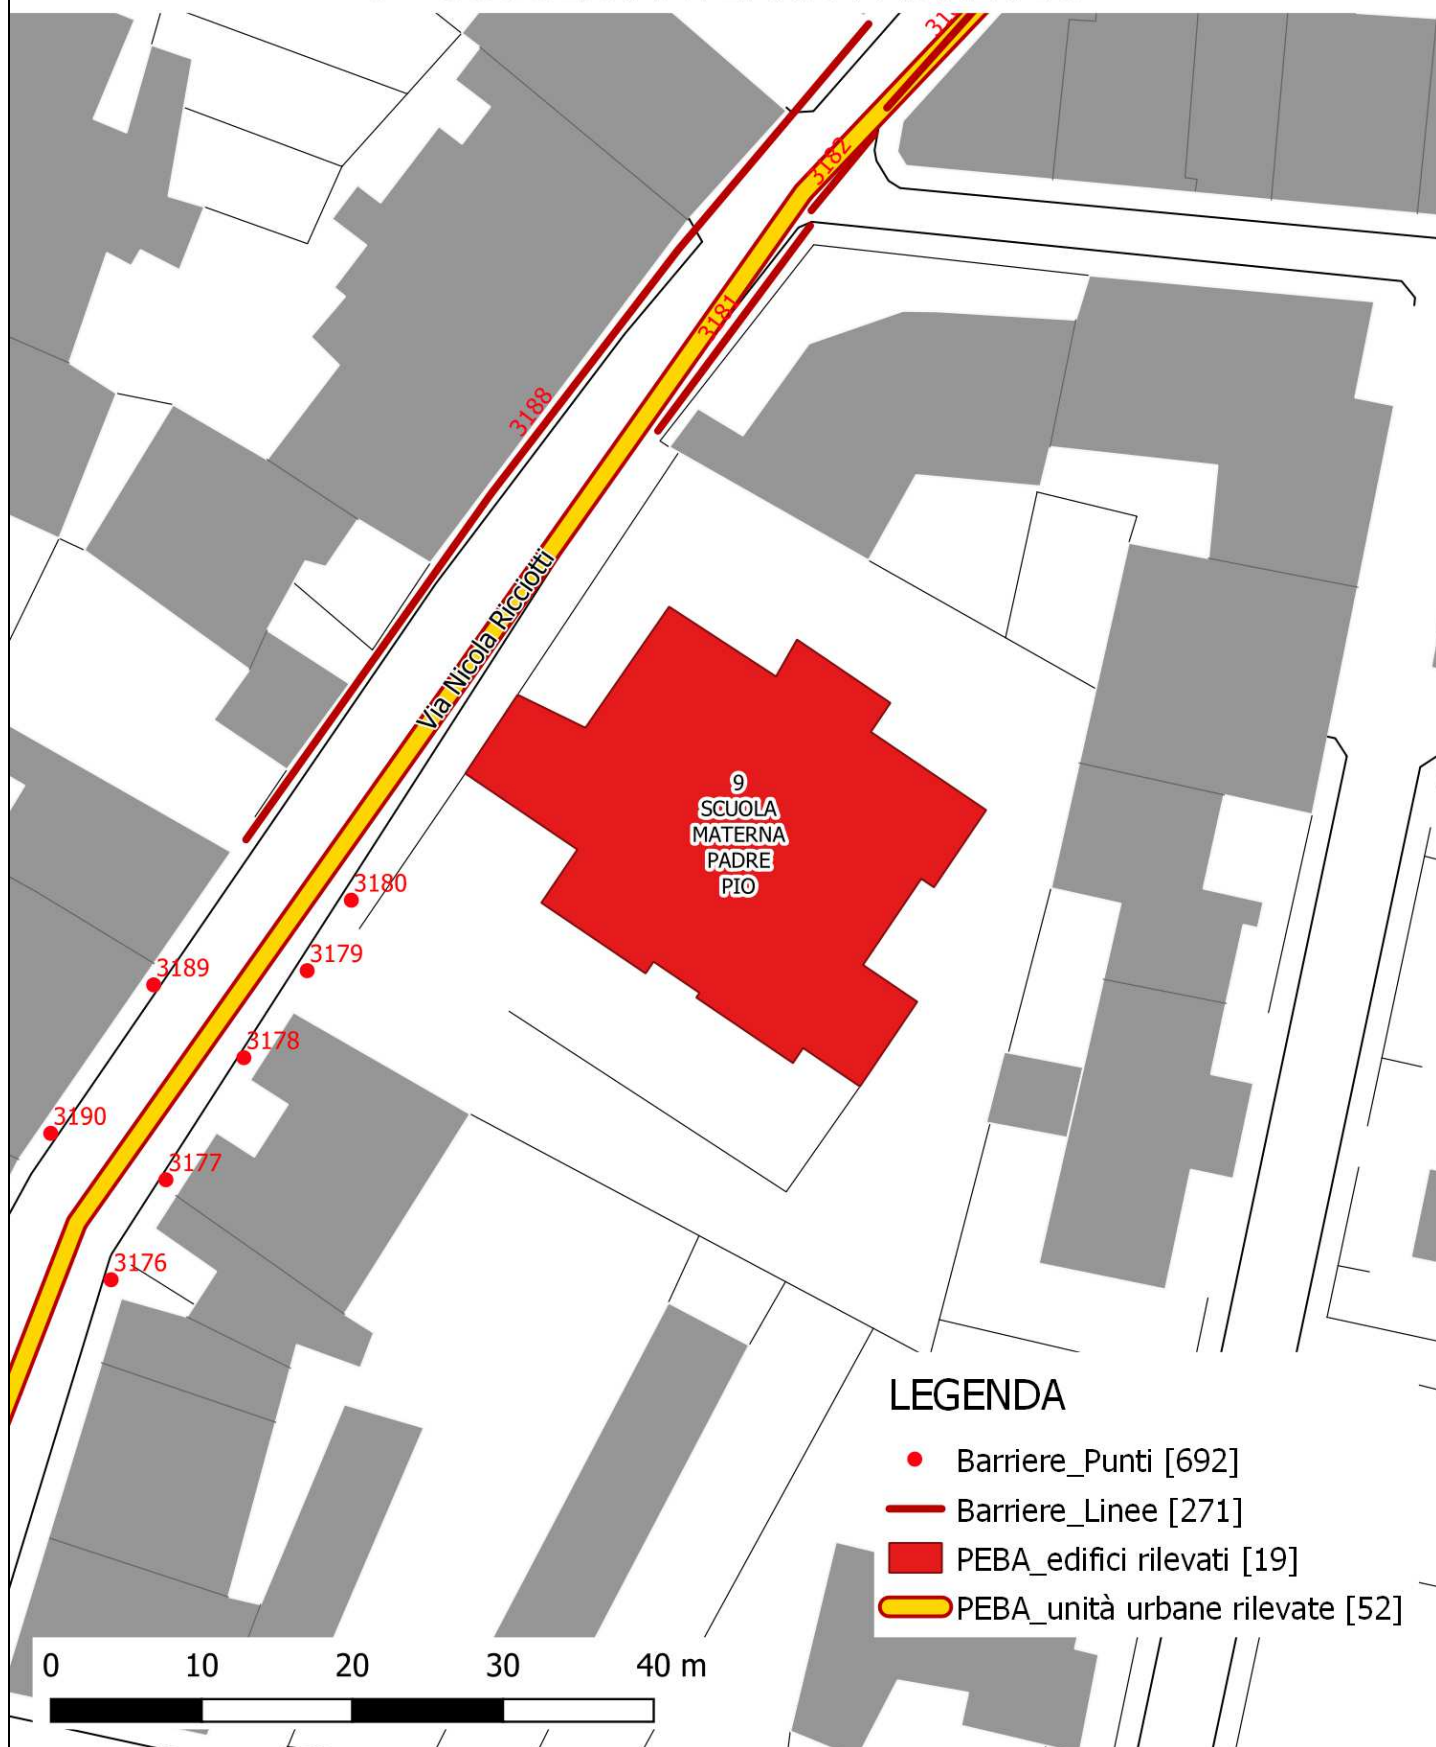 3182
3181
3188
Via Nicola Ricciotti
9
SCUOLA
MATERNA
PADRE
PIO
3180
3179
3189
3178
3190
3177
3176
LEGENDA
Barriere_Punti [692]
Barriere_Linee [271]
PEBA_edifici rilevati [19]
PEBA_unità urbane rilevate [52]
0 10 20 30 40 m